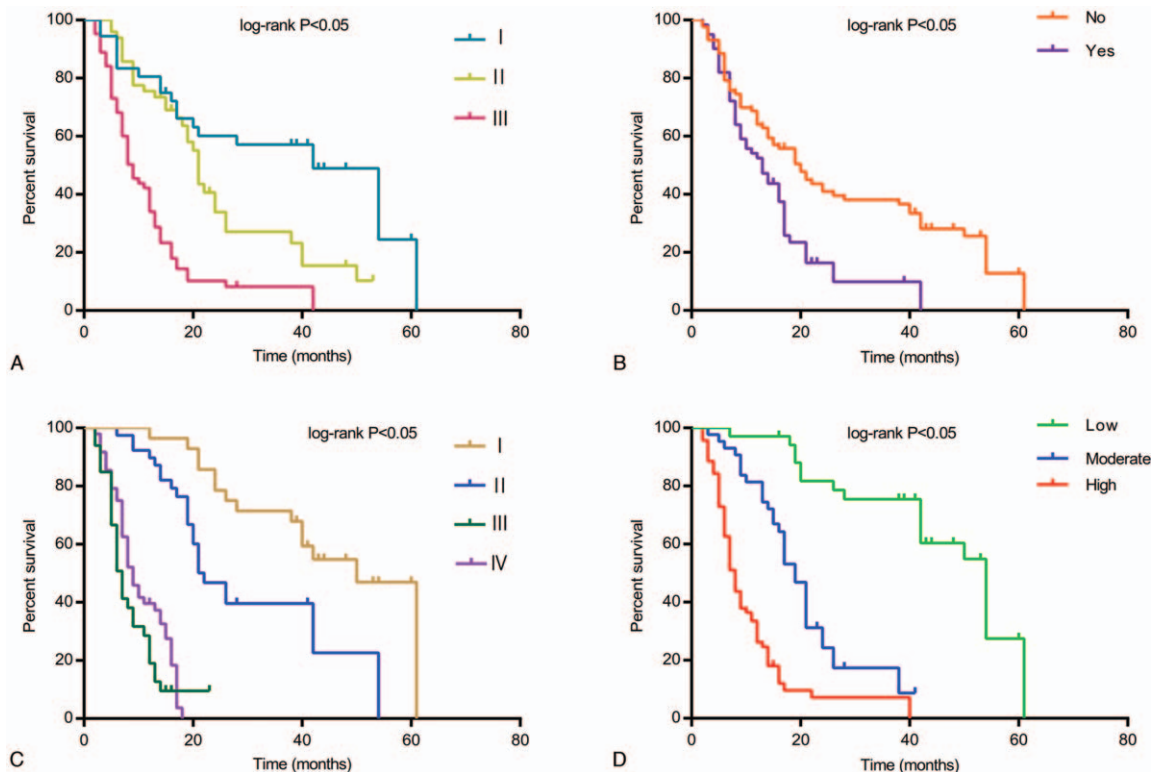 log-rank P<0.05
I
II
III
Percent survival
100
80
60
40
20
0
0 20 40 60 80
Time (months)
A
log-rank P<0.05
No
Yes
Percent survival
100
80
60
40
20
0
0 20 40 60 80
Time (months)
B
log-rank P<0.05
I
II
III
IV
Percent survival
100
80
60
40
20
0
0 20 40 60 80
Time (months)
C
log-rank P<0.05
Low
Moderate
High
Percent survival
100
80
60
40
20
0
0 20 40 60 80
Time (months)
D